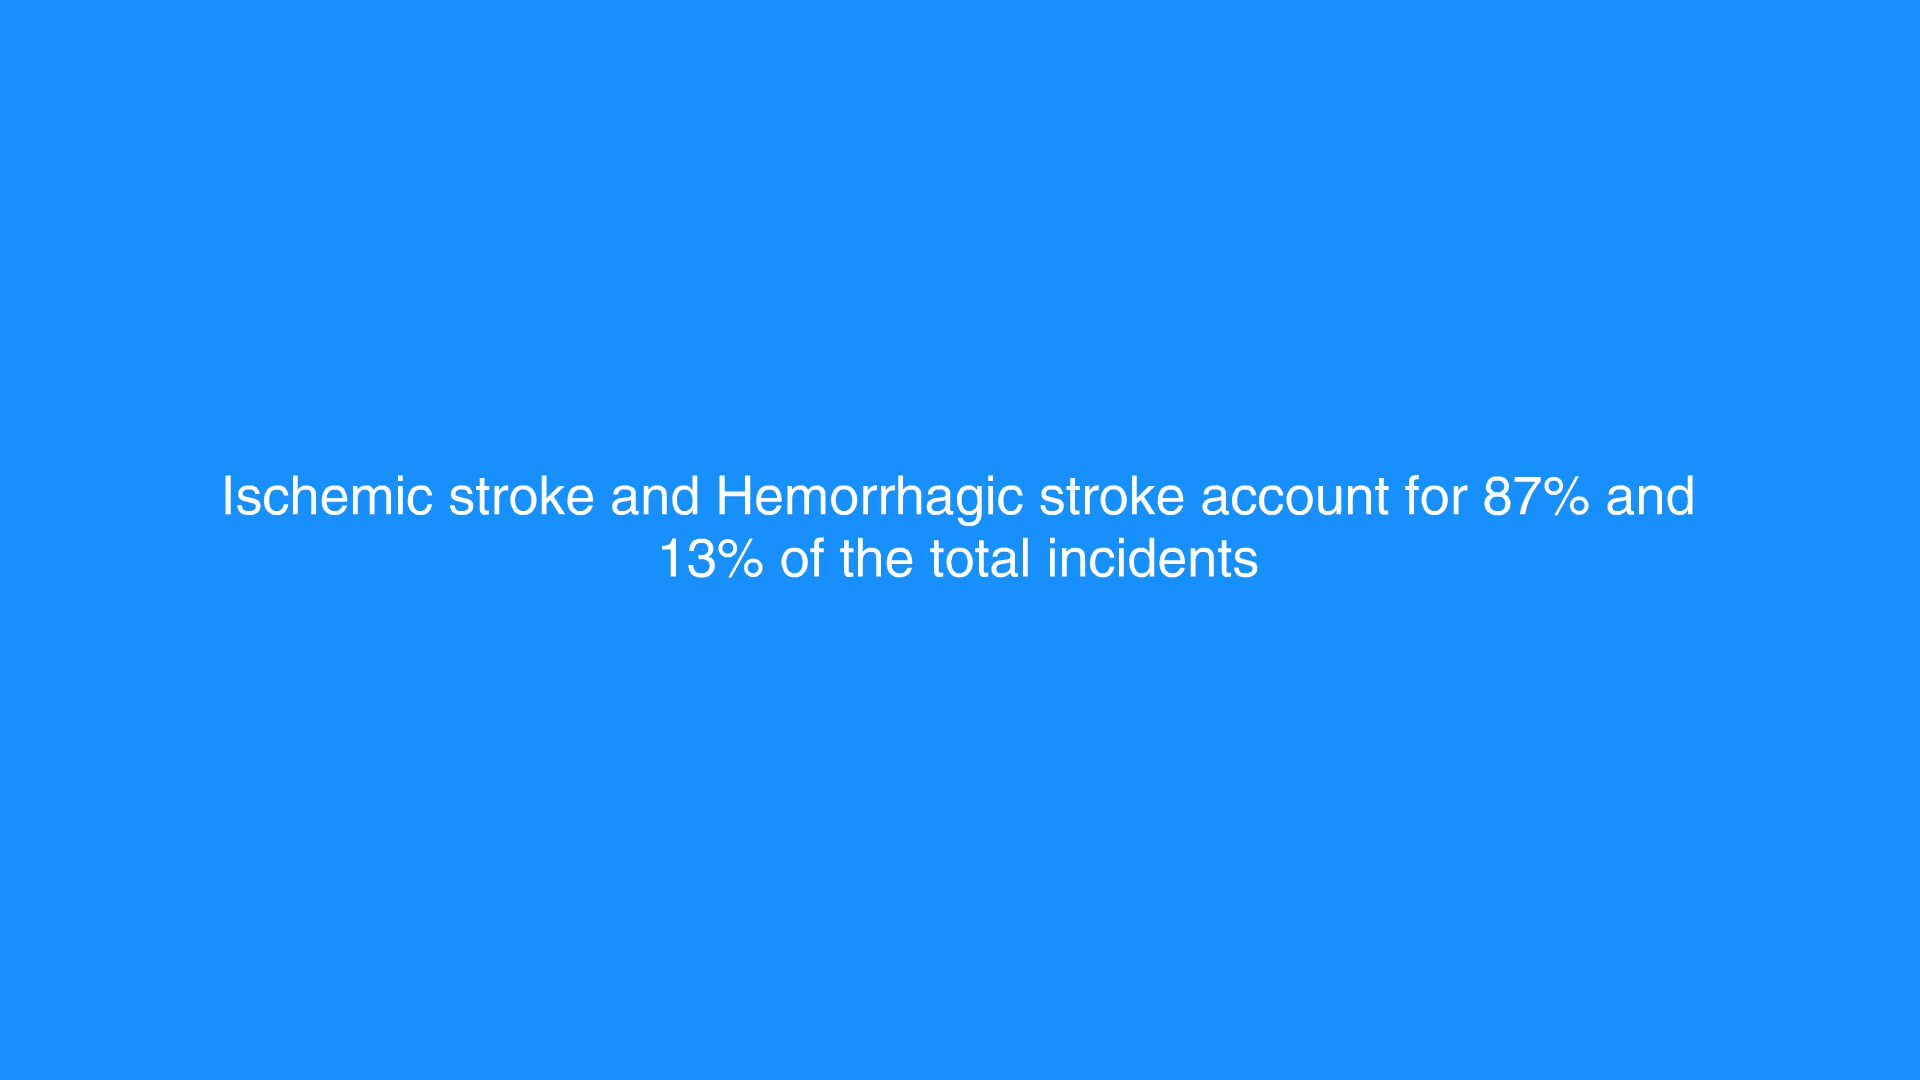 Ischemic stroke and Hemorrhagic stroke account for 87% and
13% of the total incidents